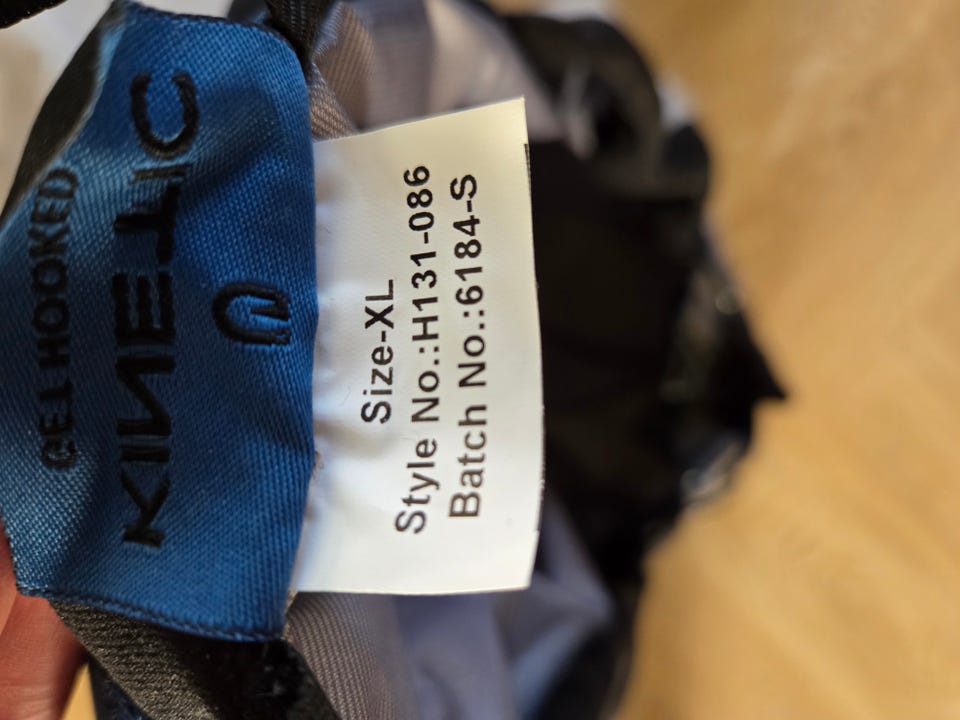 GET HOOKED
KINETIC
Size-XL
Style No.:H131-086
Batch No.:6184-S